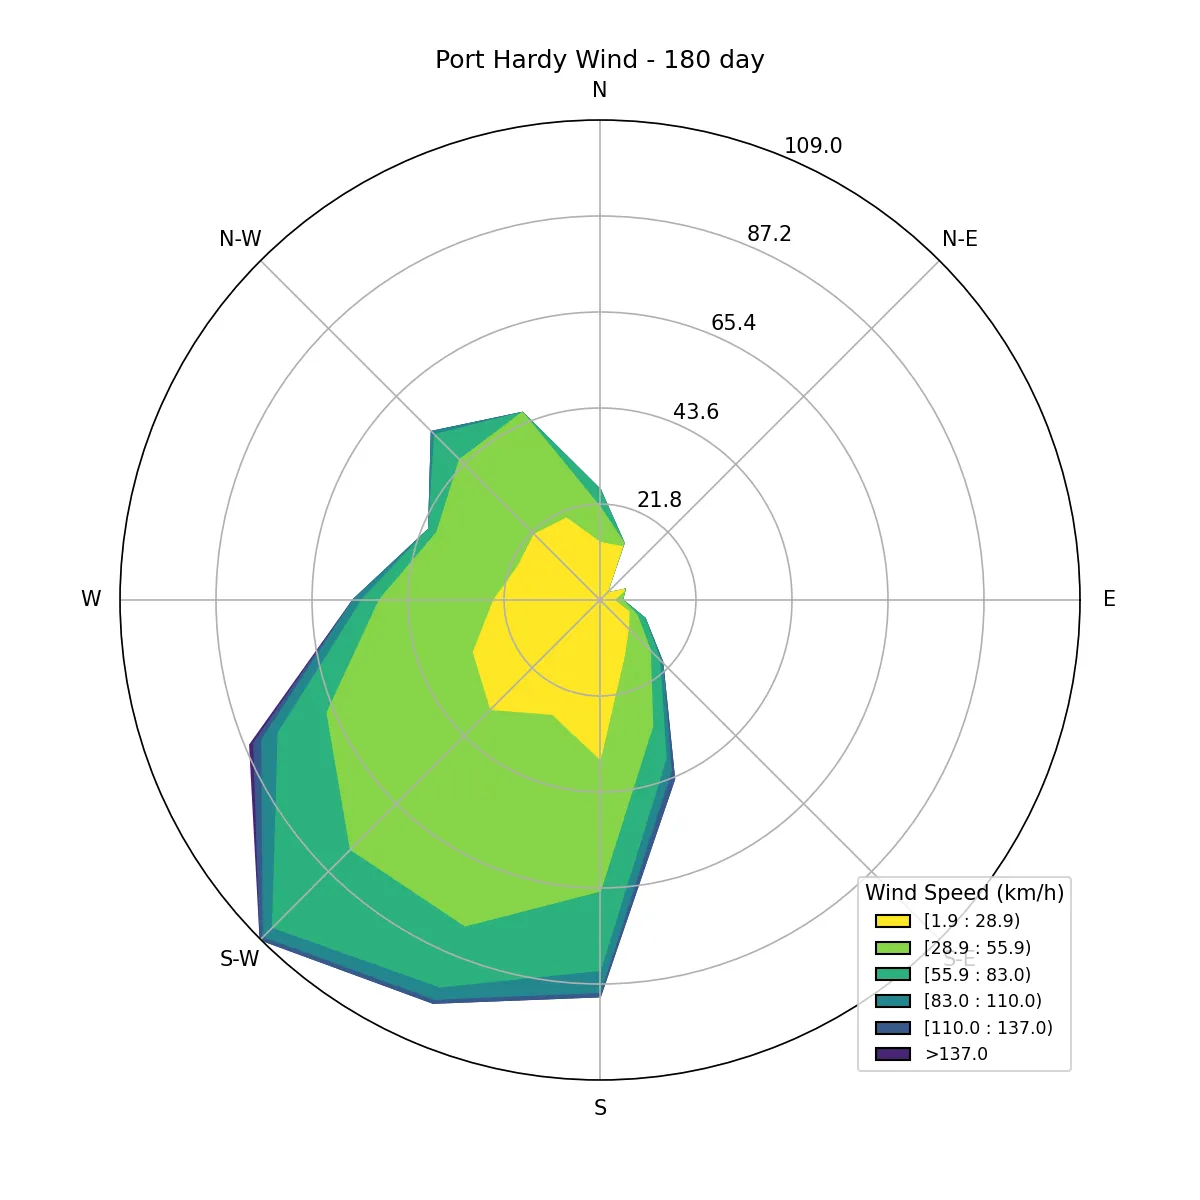 Port Hardy Wind - 180 day
N
109.0
87.2
N-W
N-E
65.4
43.6
21.8
W
E
Wind Speed (km/h)
[1.9 : 28.9)
[28.9 : 55.9)
S-W
S-E
[55.9 : 83.0)
[83.0 : 110.0)
[110.0 : 137.0)
>137.0
S